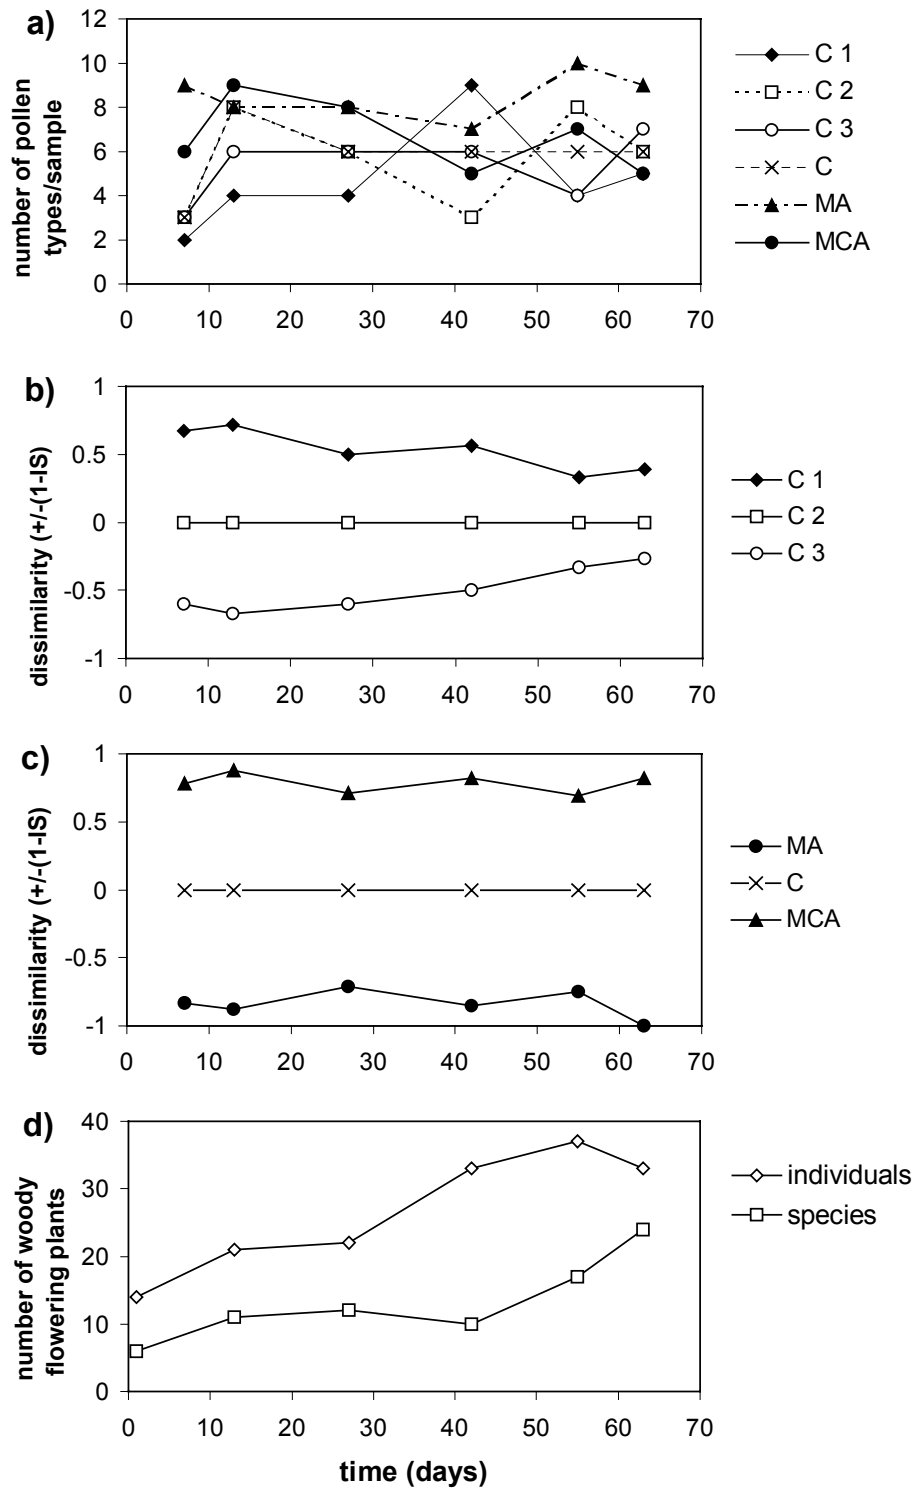 a)
number of pollen
types/sample
12
10
8
6
4
2
0
0 10 20 30 40 50 60 70
C 1
C 2
C 3
C
MA
MCA
b)
dissimilarity (+/-(1-IS)
1
0.5
0
-0.5
-1
0 10 20 30 40 50 60 70
C 1
C 2
C 3
c)
dissimilarity (+/-(1-IS)
1
0.5
0
-0.5
-1
0 10 20 30 40 50 60 70
MA
C
MCA
d)
number of woody
flowering plants
40
30
20
10
0
0 10 20 30 40 50 60 70
individuals
species
time (days)